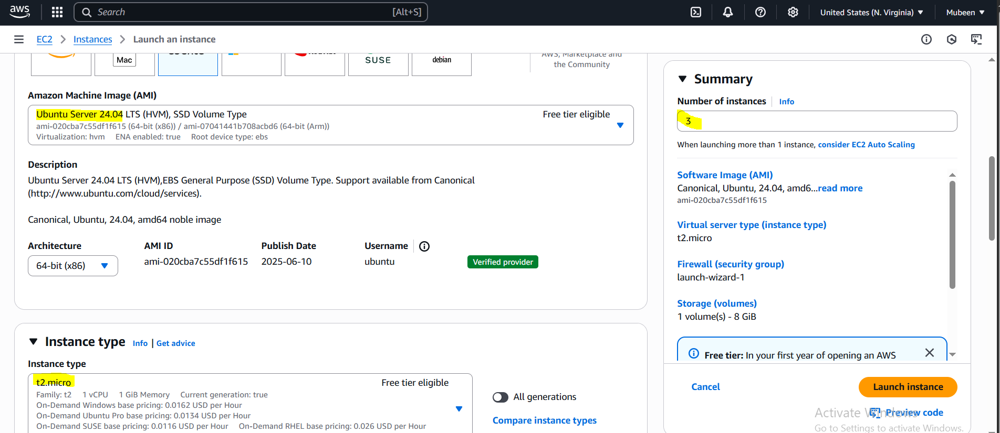 aws
Search
[Alt+S]
United States (N. Virginia)
Mubeen
EC2
Instances
Launch an instance
Mac
SUSE
debian
AWS, Marketplace and
the Community
Amazon Machine Image (AMI)
Ubuntu Server 24.04 LTS (HVM), SSD Volume Type
Free tier eligible
ami-020cba7c55df1f615 (64-bit (x86)) / ami-07041441b708acbd6 (64-bit (Arm))
Virtualization: hvm ENA enabled: true Root device type: ebs
Description
Ubuntu Server 24.04 LTS (HVM),EBS General Purpose (SSD) Volume Type. Support available from Canonical
(http://www.ubuntu.com/cloud/services).
Canonical, Ubuntu, 24.04, amd64 noble image
Architecture AMI ID Publish Date Username
64-bit (x86) ami-020cba7c55df1f615 2025-06-10 ubuntu Verified provider
Instance type Info | Get advice
Instance type
t2.micro
Free tier eligible
Family: t2 1 vCPU 1 GiB Memory Current generation: true
On-Demand Windows base pricing: 0.0162 USD per Hour
On-Demand Ubuntu Pro base pricing: 0.0134 USD per Hour
On-Demand SUSE base pricing: 0.0116 USD per Hour On-Demand RHEL base pricing: 0.026 USD per Hour
All generations
Compare instance types
Summary
Number of instances Info
3
When launching more than 1 instance, consider EC2 Auto Scaling
Software Image (AMI)
Canonical, Ubuntu, 24.04, amd6...read more
ami-020cba7c55df1f615
Virtual server type (instance type)
t2.micro
Firewall (security group)
launch-wizard-1
Storage (volumes)
1 volume(s) - 8 GiB
Free tier: In your first year of opening an AWS
Cancel
Launch instance
Preview code
Activate Windows
Go to Settings to activate Windows.